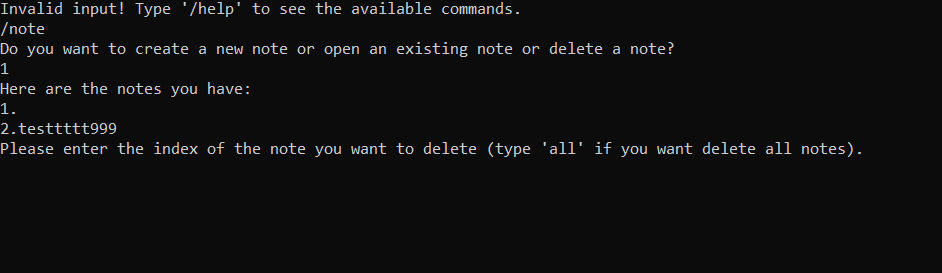 Invalid input! Type '/help' to see the available commands.
/note
Do you want to create a new note or open an existing note or delete a note?
1
Here are the notes you have:
1.
2.testtttt999
Please enter the index of the note you want to delete (type 'all' if you want delete all notes).